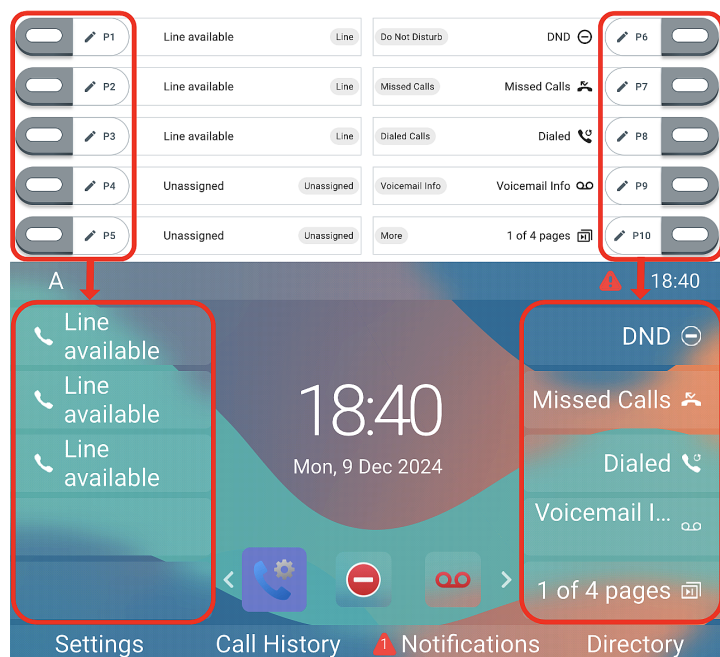 P1 Line available Line Do Not Disturb DND P6
P2 Line available Line Missed Calls Missed Calls P7
P3 Line available Line Dialed Calls Dialed P8
P4 Unassigned Unassigned Voicemail Info Voicemail Info P9
P5 Unassigned Unassigned More 1 of 4 pages P10
A 18:40
Line
available
Line
available
Line
available
18:40
Mon, 9 Dec 2024
DND
Missed Calls
Dialed
Voicemail I...
1 of 4 pages
Settings Call History 1 Notifications Directory